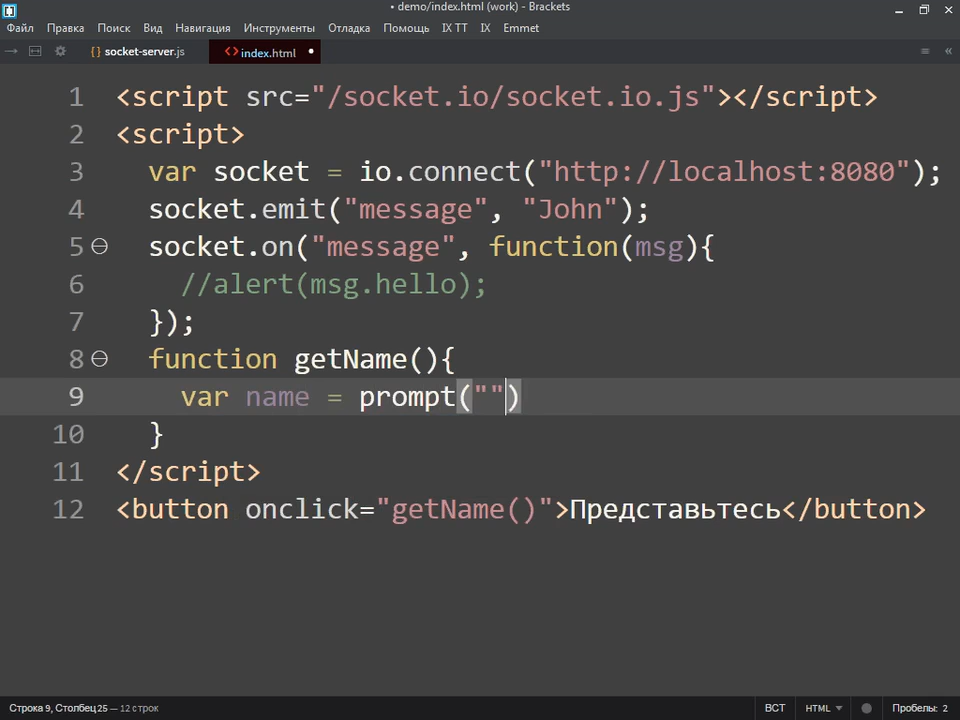 • demo/index.html (work) - Brackets
Файл Правка Поиск Вид Навигация Инструменты Отладка Помощь IX TT IX Emmet
{} socket-server.js <> index.html •
1 <script src="/socket.io/socket.io.js"></script>
2 <script>
3 var socket = io.connect("http://localhost:8080");
4 socket.emit("message", "John");
5 socket.on("message", function(msg){
6 //alert(msg.hello);
7 });
8 function getName(){
9 var name = prompt("")
10 }
11 </script>
12 <button onclick="getName()">Представьтесь</button>
Строка 9, Столбец 25 — 12 строк ВСТ HTML Пробелы: 2